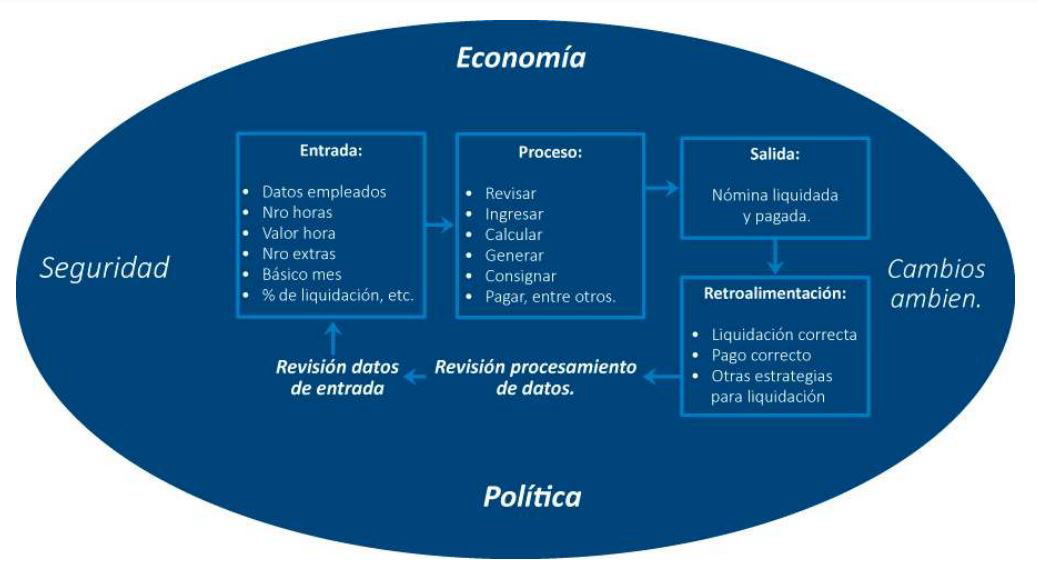 Economía
Entrada:
• Datos empleados
• Nro horas
• Valor hora
• Nro extras
• Básico mes
• % de liquidación, etc.
Proceso:
• Revisar
• Ingresar
• Calcular
• Generar
• Consignar
• Pagar, entre otros.
Salida:
Nómina liquidada
y pagada.
Seguridad
Cambios
ambien.
Retroalimentación:
• Liquidación correcta
• Pago correcto
• Otras estrategias
para liquidación
Revisión procesamiento
de datos.
Revisión datos
de entrada
Política